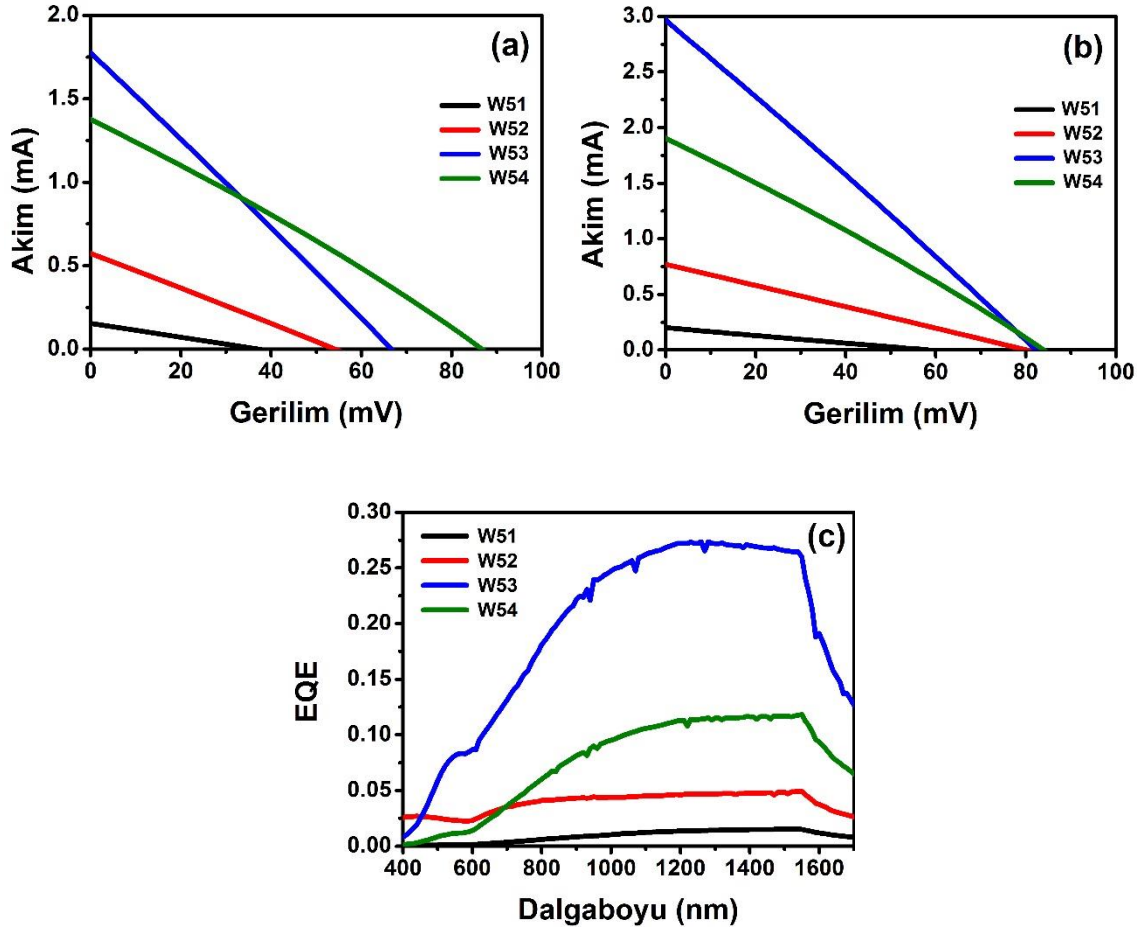 (a)
2.0
1.5
1.0
0.5
0.0
Akim (mA)
W51
W52
W53
W54
0 20 40 60 80 100
Gerilim (mV)
(b)
3.0
2.5
2.0
1.5
1.0
0.5
0.0
Akim (mA)
W51
W52
W53
W54
0 20 40 60 80 100
Gerilim (mV)
(c)
0.30
0.25
0.20
0.15
0.10
0.05
0.00
EQE
W51
W52
W53
W54
400 600 800 1000 1200 1400 1600
Dalgaboyu (nm)